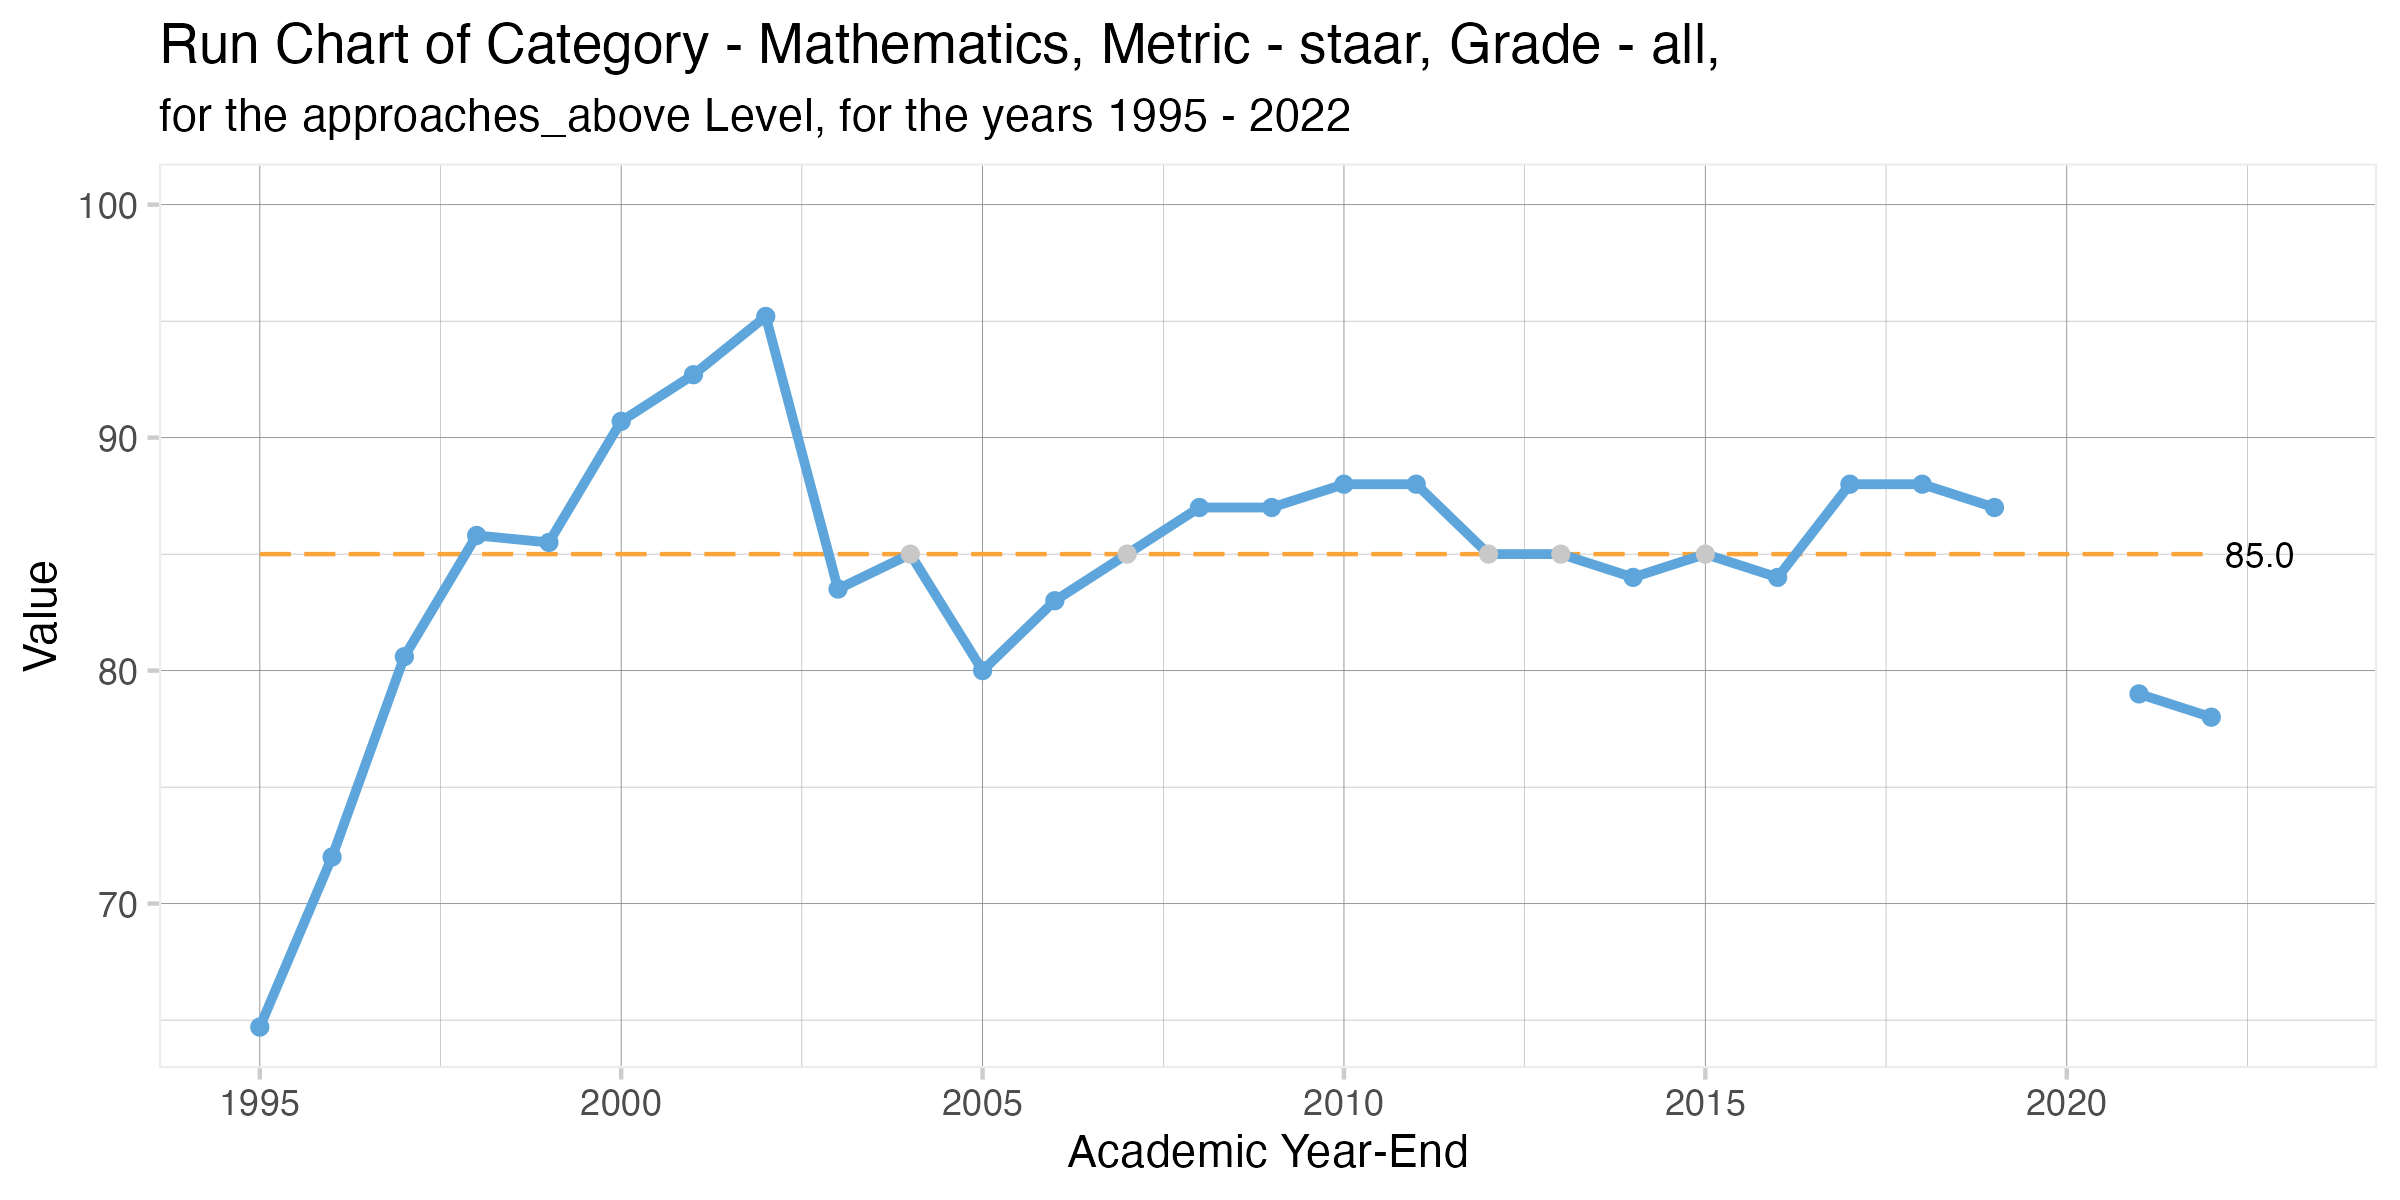 Run Chart of Category - Mathematics, Metric - staar, Grade - all,
for the approaches_above Level, for the years 1995 - 2022
100
90
80
70
Value
85.0
1995 2000 2005 2010 2015 2020
Academic Year-End